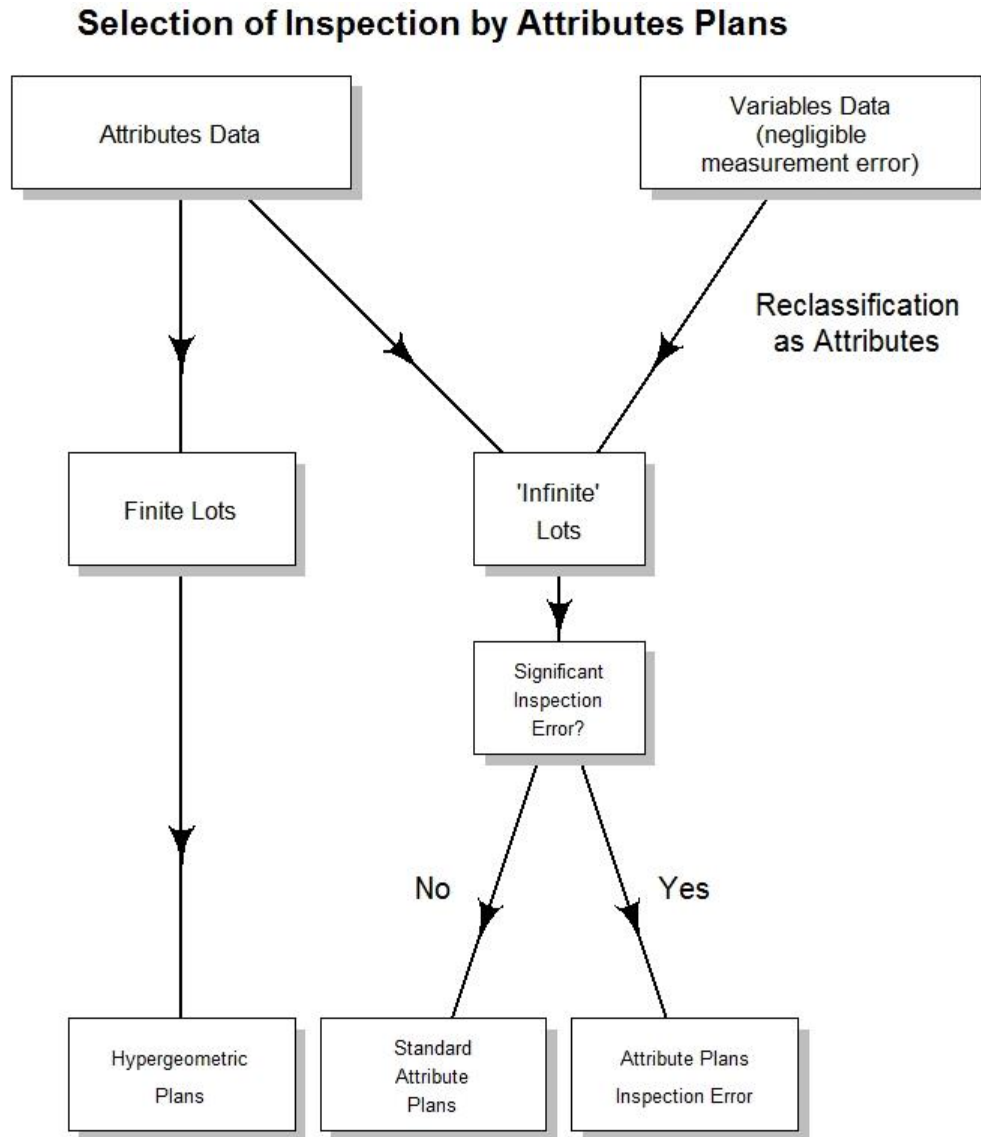 Selection of Inspection by Attributes Plans
Attributes Data
Variables Data
(negligible
measurement error)
Reclassification
as Attributes
Finite Lots
'Infinite'
Lots
Significant
Inspection
Error?
No
Yes
Hypergeometric
Plans
Standard
Attribute
Plans
Attribute Plans
Inspection Error